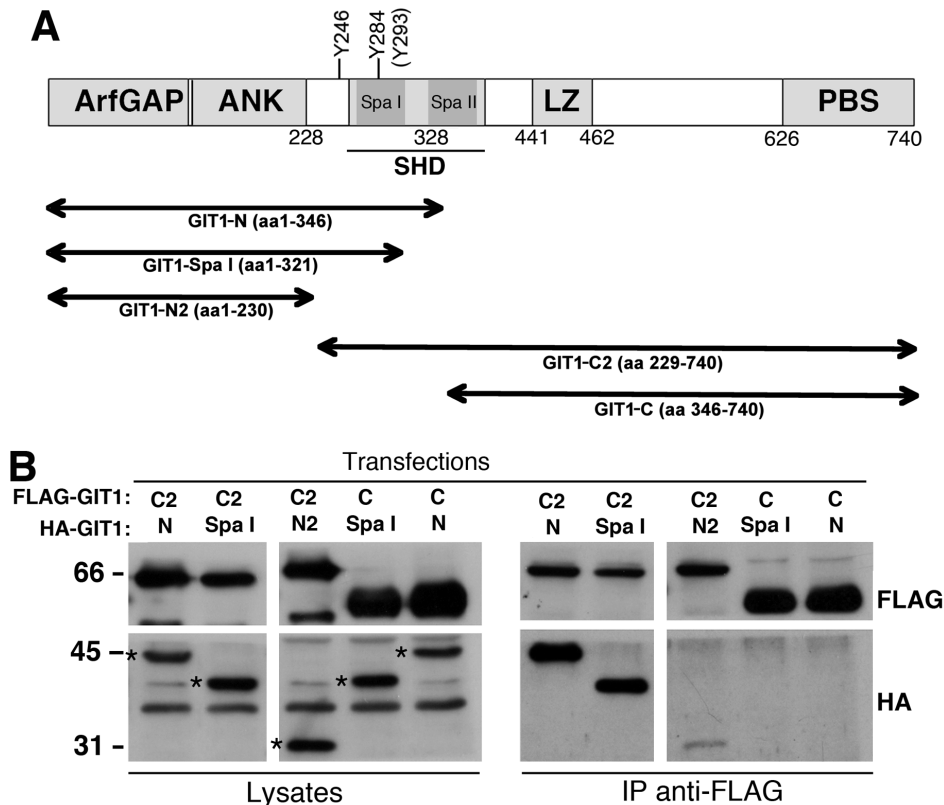 A
Y246
Y284
(Y293)
ArfGAP ANK Spa I Spa II LZ PBS
228 328 441 462 626 740
SHD
GIT1-N (aa1-346)
GIT1-Spa I (aa1-321)
GIT1-N2 (aa1-230)
GIT1-C2 (aa 229-740)
GIT1-C (aa 346-740)
B
Transfections
FLAG-GIT1: C2 C2 C2 C C C2 C2 C2 C C
HA-GIT1: N Spa I N2 Spa I N N Spa I N2 Spa I N
66 –
FLAG
45 –
* * * * *
HA
31 –
Lysates IP anti-FLAG